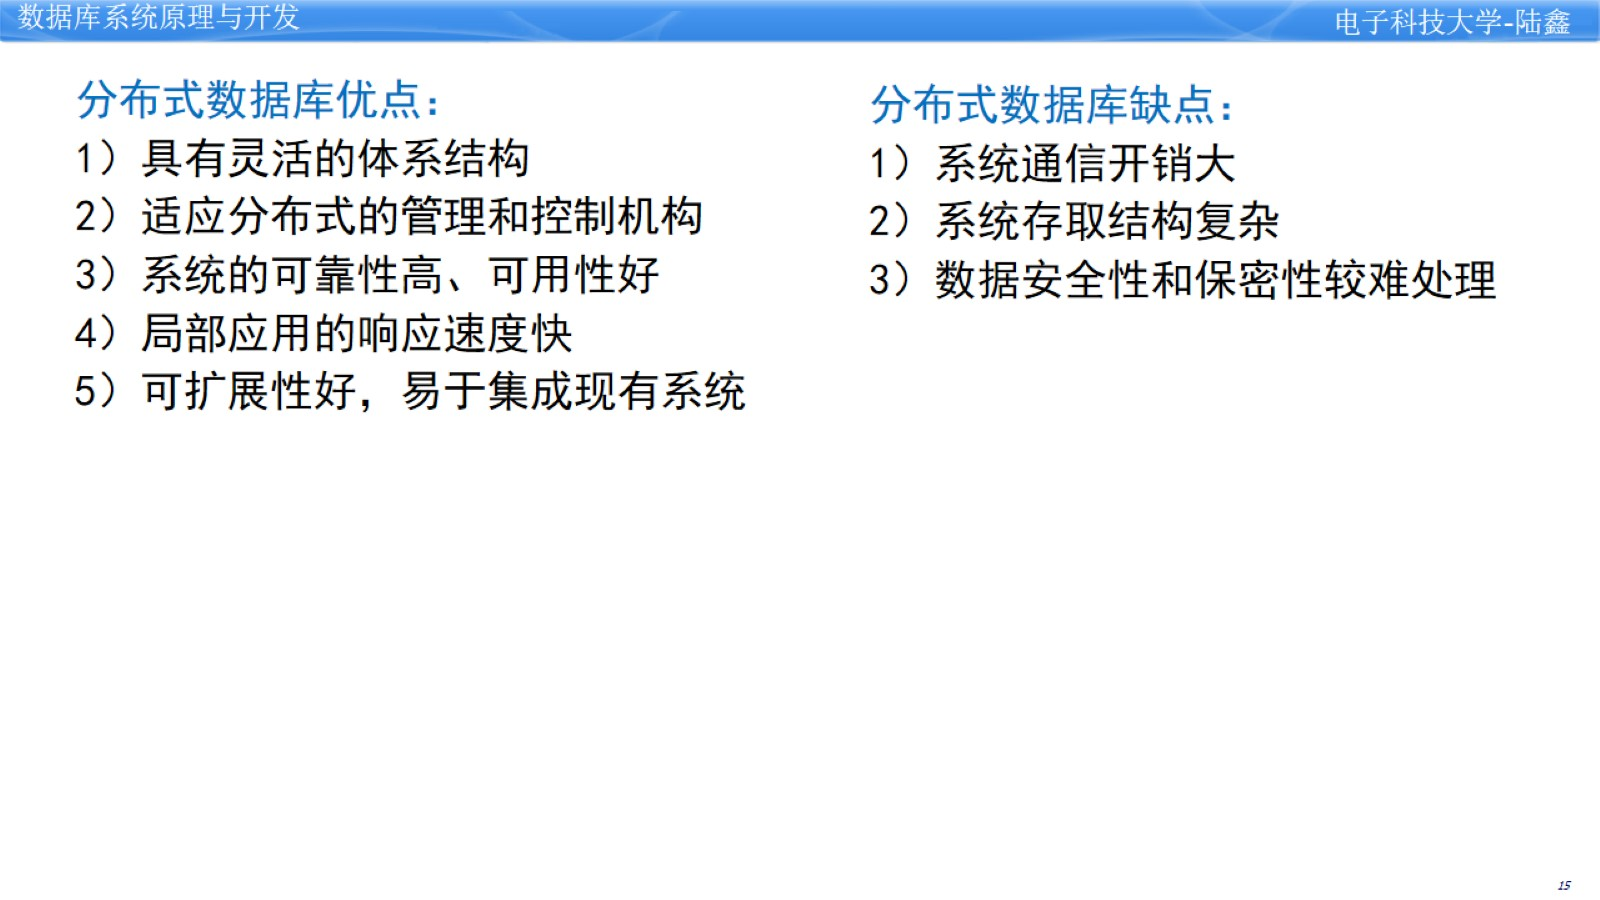 数据库系统原理与开发
电子科技大学-陆鑫
分布式数据库优点：
1）具有灵活的体系结构
2）适应分布式的管理和控制机构
3）系统的可靠性高、可用性好
4）局部应用的响应速度快
5）可扩展性好，易于集成现有系统
分布式数据库缺点：
1）系统通信开销大
2）系统存取结构复杂
3）数据安全性和保密性较难处理
15